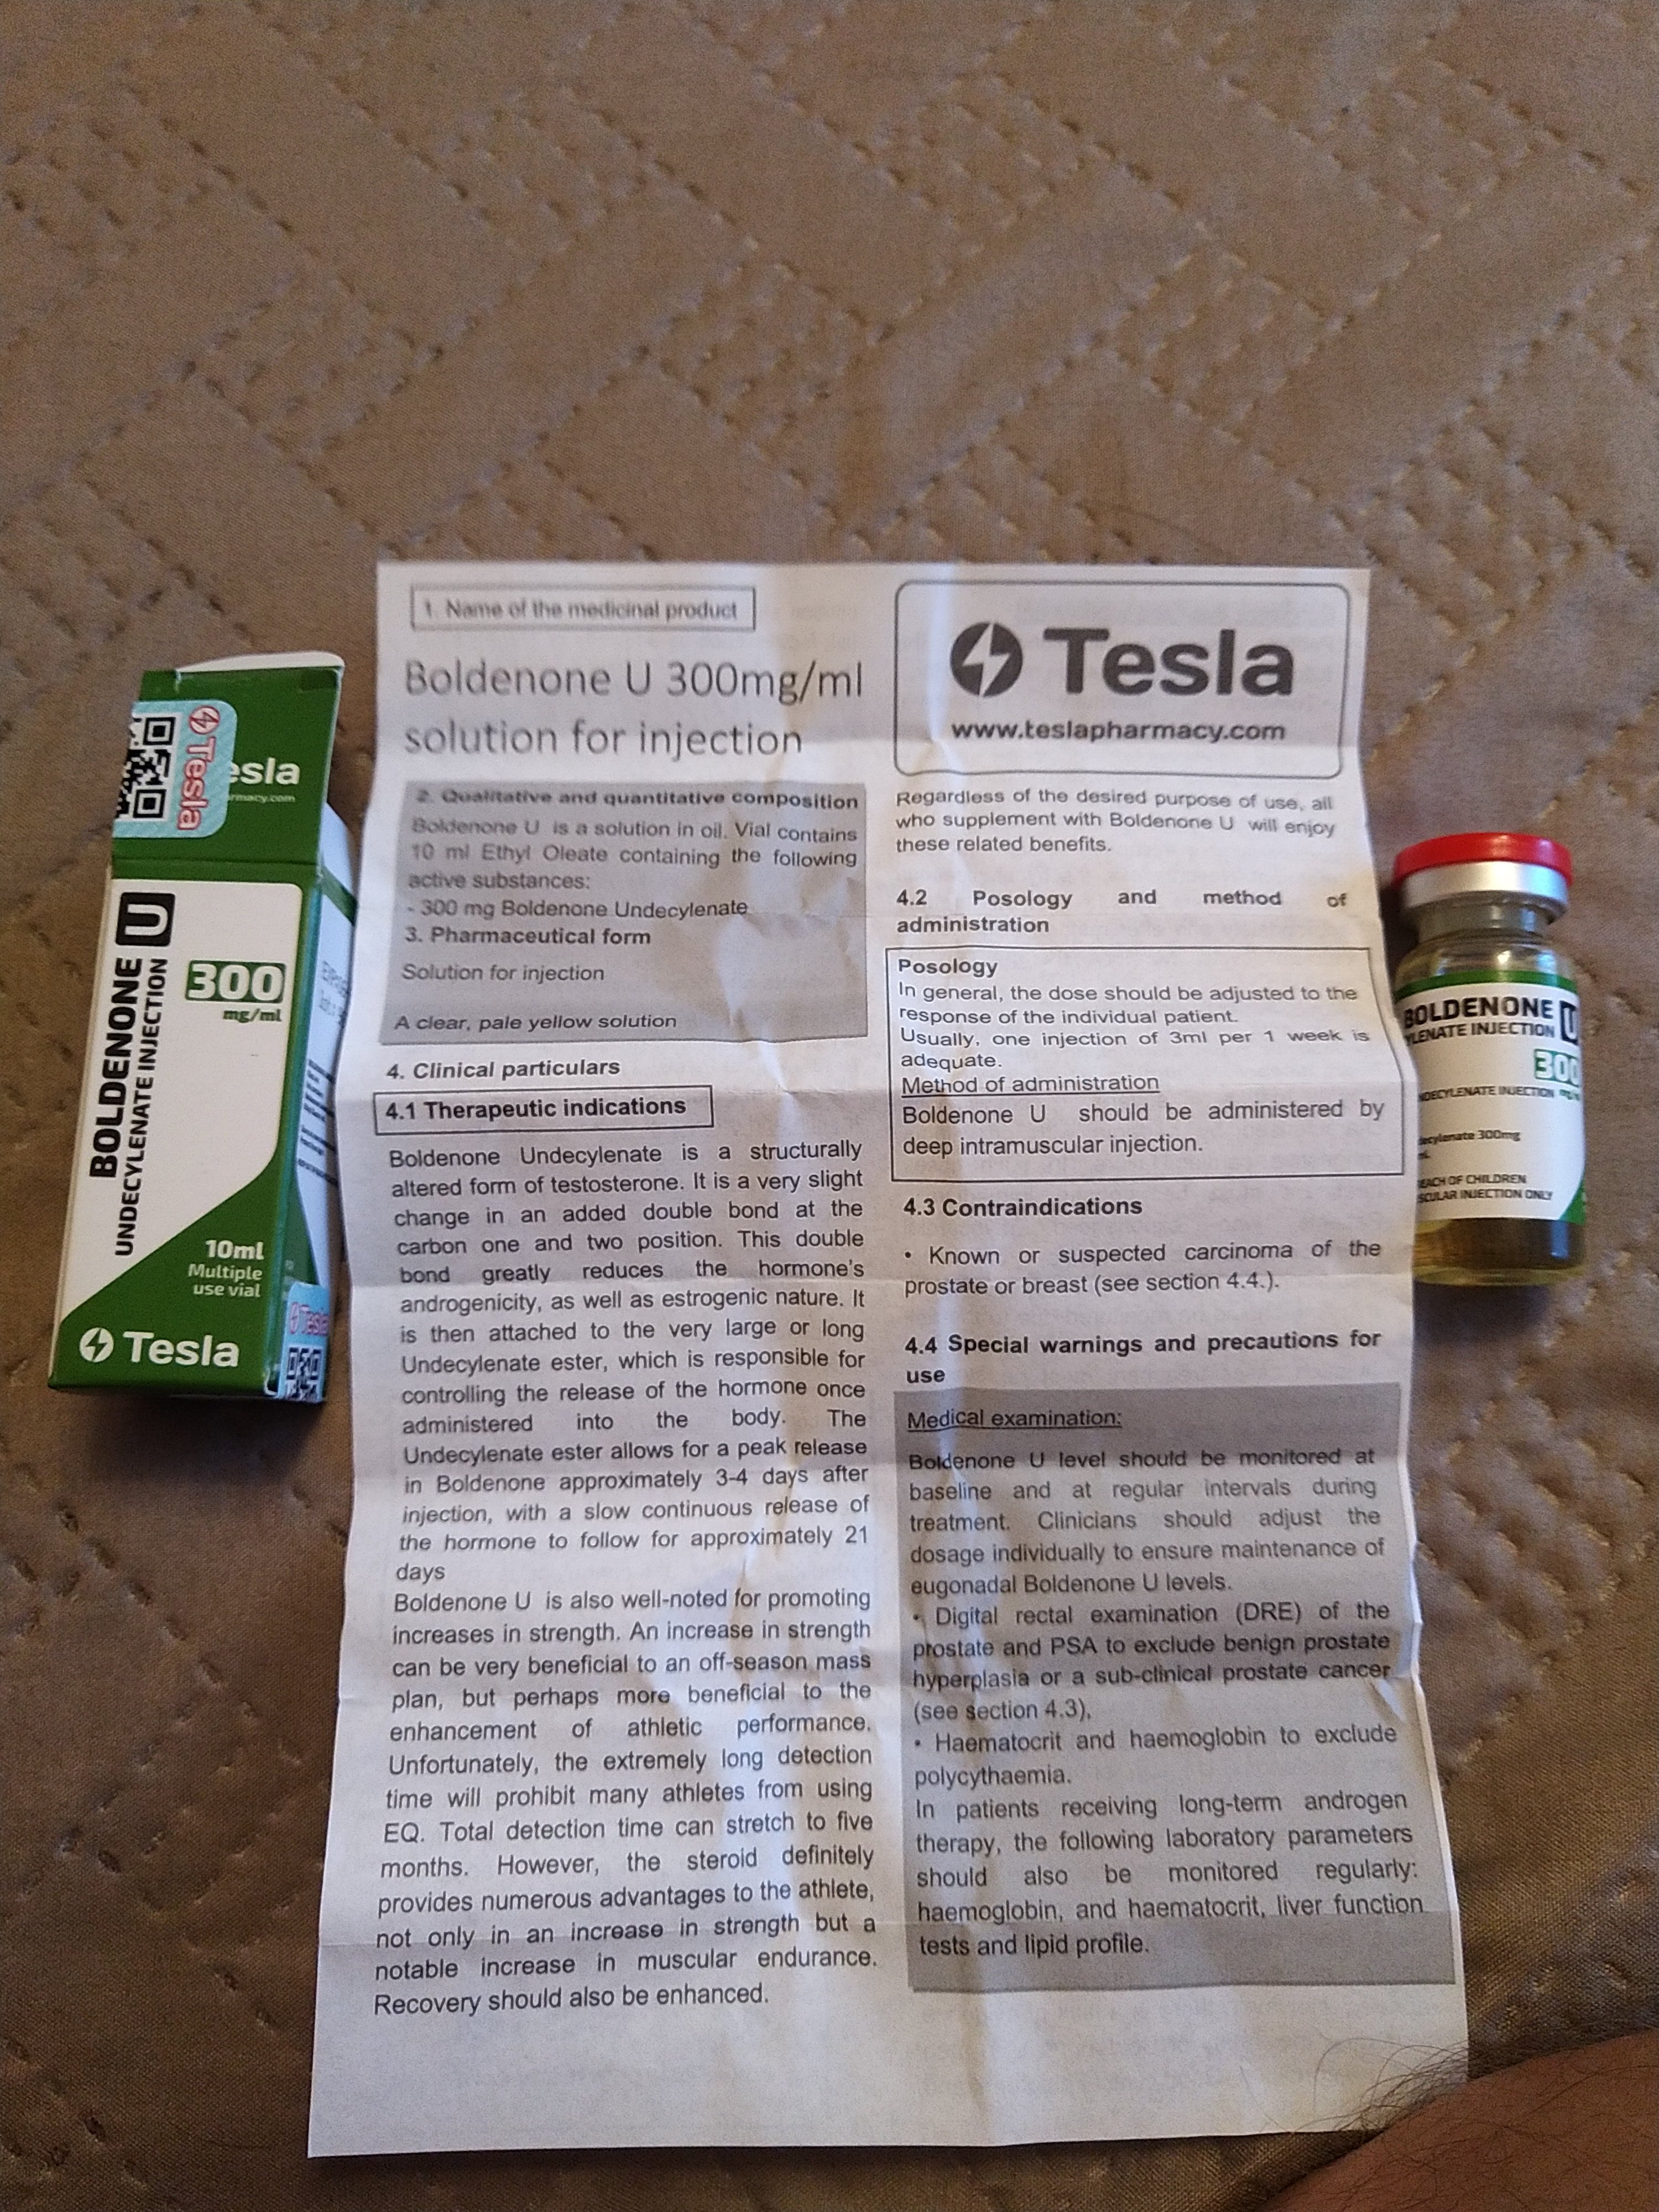 Tesla
esla
rmacy.com
BOLDENONE U
UNDECYLENATE INJECTION
300
mg/ml
10ml
Multiple
use vial
Tesla
Tesla
1. Name of the medicinal product
Boldenone U 300mg/ml
solution for injection
2. Qualitative and quantitative composition
Boldenone U is a solution in oil. Vial contains
10 ml Ethyl Oleate containing the following
active substances:
- 300 mg Boldenone Undecylenate
3. Pharmaceutical form
Solution for injection
A clear, pale yellow solution
4. Clinical particulars
4.1 Therapeutic indications
Boldenone Undecylenate is a structurally
altered form of testosterone. It is a very slight
change in an added double bond at the
carbon one and two position. This double
bond greatly reduces the hormone's
androgenicity, as well as estrogenic nature. It
is then attached to the very large or long
Undecylenate ester, which is responsible for
controlling the release of the hormone once
administered into the body. The
Undecylenate ester allows for a peak release
in Boldenone approximately 3-4 days after
injection, with a slow continuous release of
the hormone to follow for approximately 21
days
Boldenone U is also well-noted for promoting
increases in strength. An increase in strength
can be very beneficial to an off-season mass
plan, but perhaps more beneficial to the
enhancement of athletic performance.
Unfortunately, the extremely long detection
time will prohibit many athletes from using
EQ. Total detection time can stretch to five
months. However, the steroid definitely
provides numerous advantages to the athlete,
not only in an increase in strength but a
notable increase in muscular endurance.
Recovery should also be enhanced.
Tesla
www.teslapharmacy.com
Regardless of the desired purpose of use, all
who supplement with Boldenone U will enjoy
these related benefits.
4.2 Posology and method of
administration
Posology
In general, the dose should be adjusted to the
response of the individual patient.
Usually, one injection of 3ml per 1 week is
adequate.
Method of administration
Boldenone U should be administered by
deep intramuscular injection.
4.3 Contraindications
• Known or suspected carcinoma of the
prostate or breast (see section 4.4.).
4.4 Special warnings and precautions for
use
Medical examination:
Boldenone U level should be monitored at
baseline and at regular intervals during
treatment. Clinicians should adjust the
dosage individually to ensure maintenance of
eugonadal Boldenone U levels.
• Digital rectal examination (DRE) of the
prostate and PSA to exclude benign prostate
hyperplasia or a sub-clinical prostate cancer
(see section 4.3),
• Haematocrit and haemoglobin to exclude
polycythaemia.
In patients receiving long-term androgen
therapy, the following laboratory parameters
should also be monitored regularly:
haemoglobin, and haematocrit, liver function
tests and lipid profile.
BOLDENONE U
YLENATE INJECTION
300
DECYLENATE INJECTION
ecylenate 300mg
EACH OF CHILDREN
SCULAR INJECTION ONLY